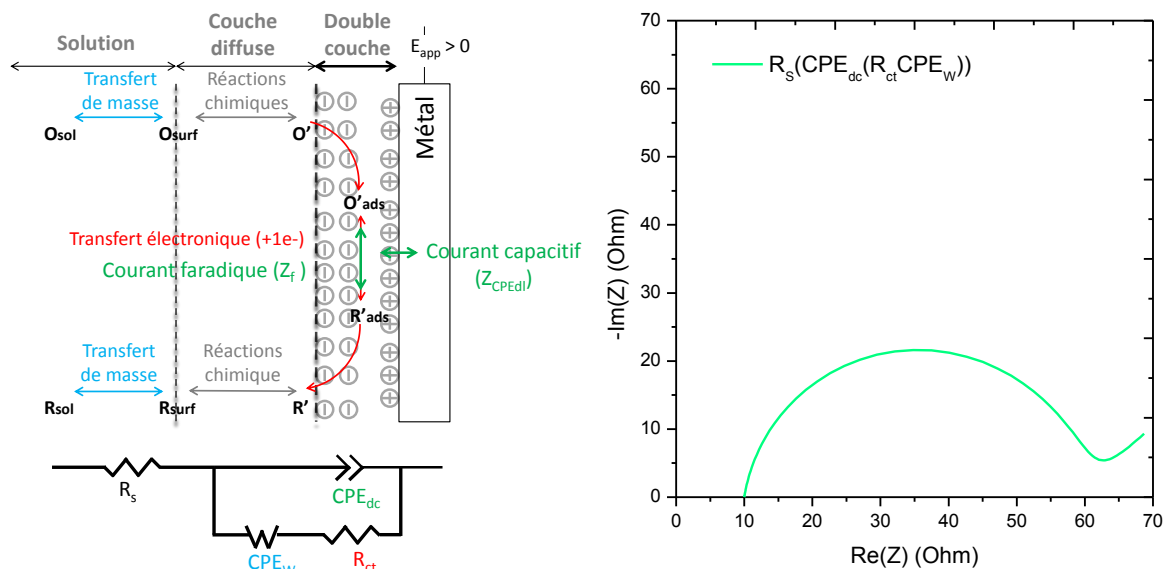 Solution
Couche
diffuse
Double
couche
E_app > 0
Transfert
de masse
Réactions
chimiques
Osol
Osurf
O'
Métal
O'ads
Transfert électronique (+1e-)
Courant faradique (Z_f )
Courant capacitif
(Z_CPEdl)
R'ads
Transfert
de masse
Réactions
chimique
Rsol
Rsurf
R'
R_s
CPE_dc
CPE_W
R_ct
R_S(CPE_dc(R_ctCPE_W))
-Im(Z) (Ohm)
70
60
50
40
30
20
10
0
0 10 20 30 40 50 60 70
Re(Z) (Ohm)